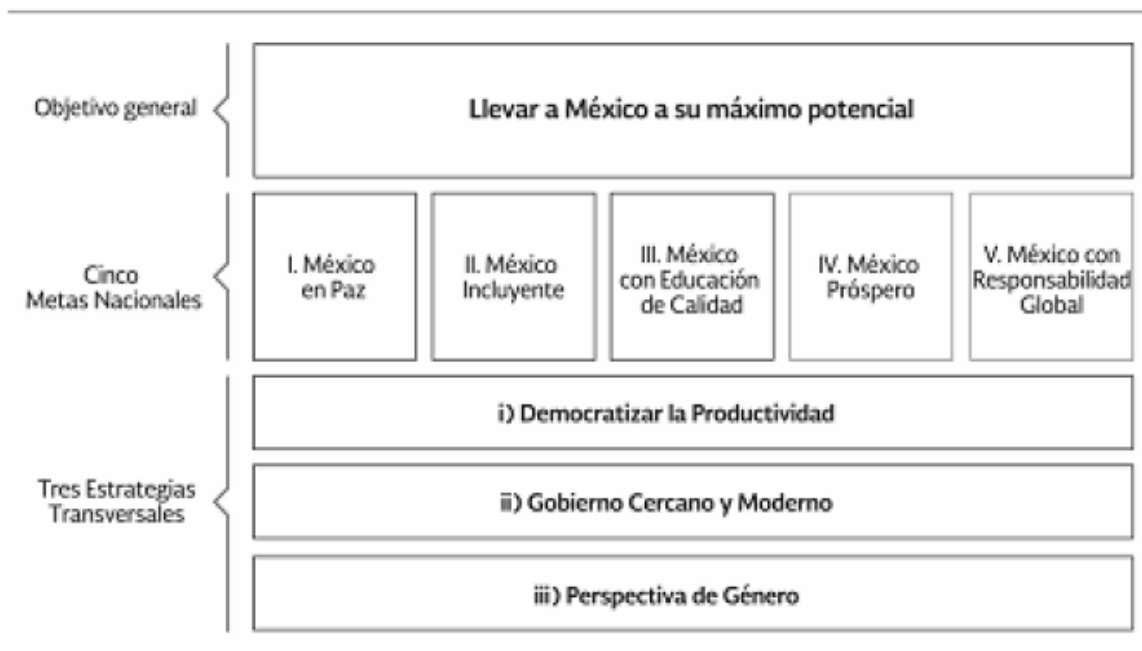 Objetivo general
Llevar a México a su máximo potencial
Cinco
Metas Nacionales
I. México
en Paz
II. México
Incluyente
III. México
con Educación
de Calidad
IV. México
Próspero
V. México con
Responsabilidad
Global
Tres Estrategias
Transversales
i) Democratizar la Productividad
ii) Gobierno Cercano y Moderno
iii) Perspectiva de Género